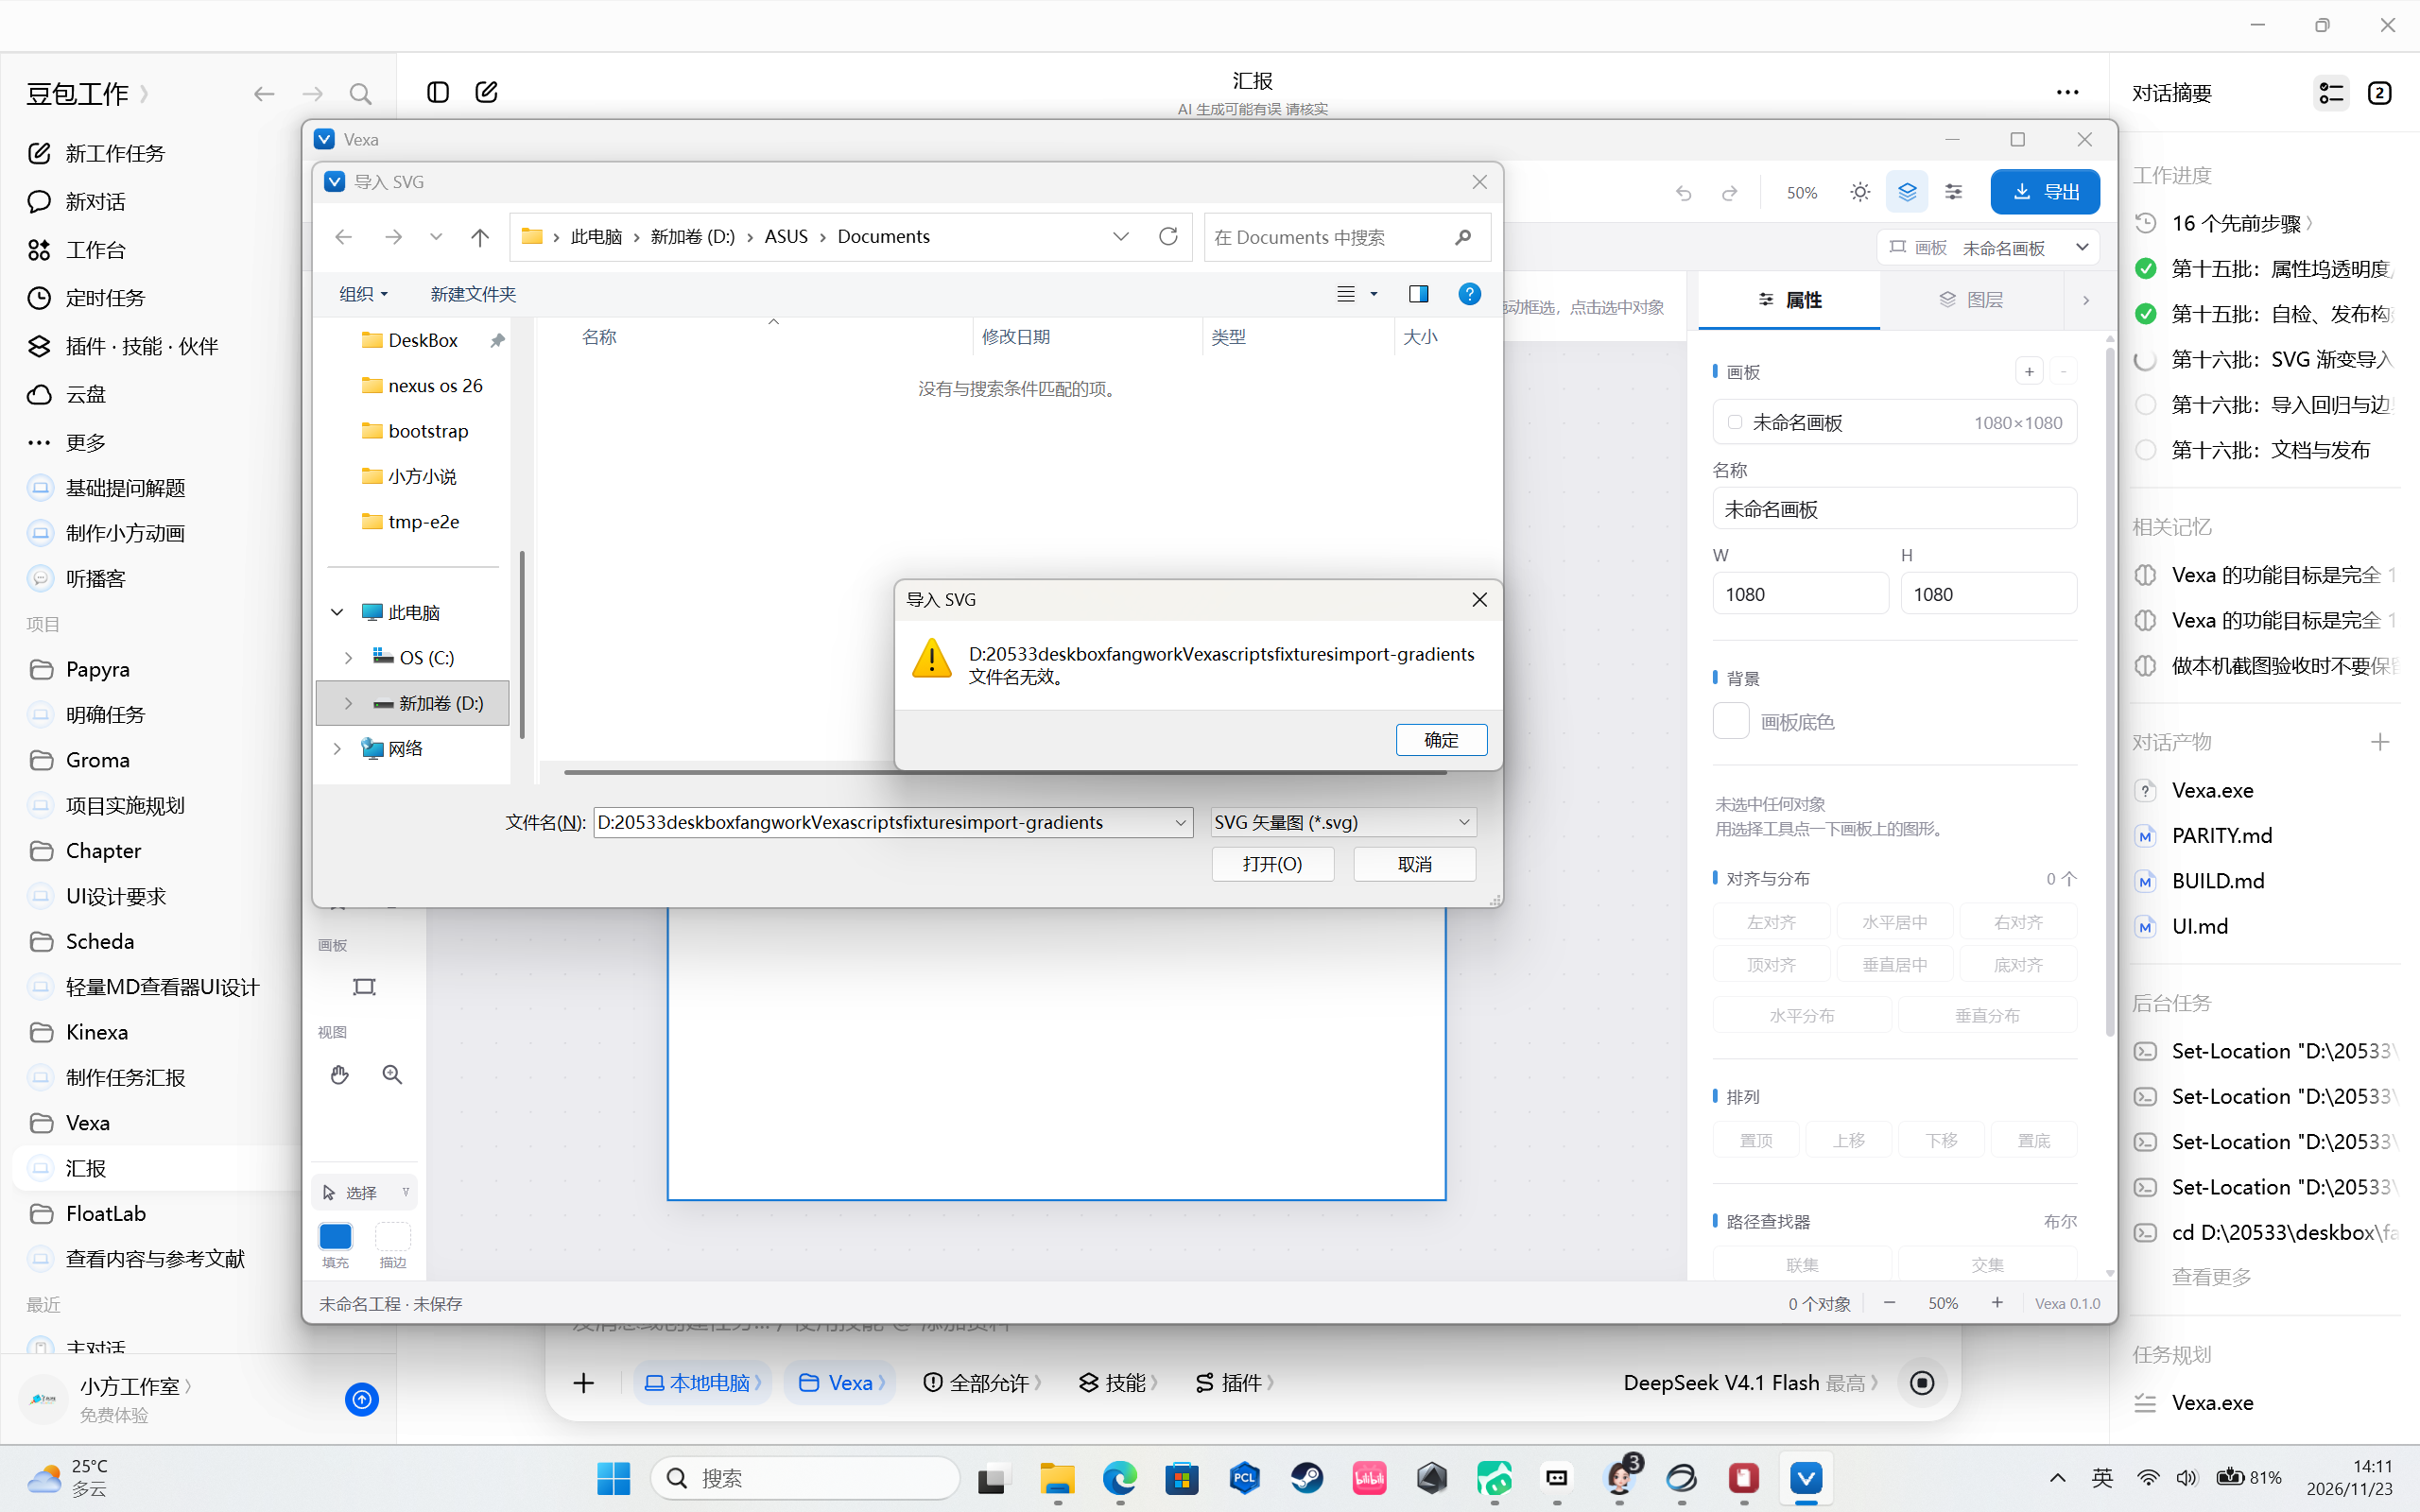 豆包工作
新工作任务
新对话
工作台
定时任务
插件 · 技能 · 伙伴
云盘
更多
基础提问解题
制作小方动画
听播客
项目
Papyra
明确任务
Groma
项目实施规划
Chapter
UI设计要求
Scheda
轻量MD查看器UI设计
Kinexa
制作任务汇报
Vexa
汇报
FloatLab
查看内容与参考文献
最近
主对话
小方工作室
免费体验
汇报
AI 生成可能有误 请核实
Vexa
导入 SVG
此电脑 › 新加卷 (D:) › ASUS › Documents
在 Documents 中搜索
组织
新建文件夹
DeskBox
nexus os 26
bootstrap
小方小说
tmp-e2e
此电脑
OS (C:)
新加卷 (D:)
网络
名称
修改日期
类型
大小
没有与搜索条件匹配的项。
导入 SVG
D:20533deskboxfangworkVexascriptsfixturesimport-gradients
文件名无效。
确定
文件名(N):
D:20533deskboxfangworkVexascriptsfixturesimport-gradients
SVG 矢量图 (*.svg)
打开(O)
取消
50%
导出
画板 未命名画板
动框选，点击选中对象
属性
图层
画板
+ -
未命名画板
1080×1080
名称
未命名画板
W
H
1080
1080
背景
画板底色
未选中任何对象
用选择工具点一下画板上的图形。
对齐与分布
0 个
左对齐 水平居中 右对齐
顶对齐 垂直居中 底对齐
水平分布 垂直分布
排列
置顶 上移 下移 置底
路径查找器
布尔
联集 交集
画板
视图
选择
填充 描边
未命名工程 · 未保存
0 个对象
50%
Vexa 0.1.0
本地电脑
Vexa
全部允许
技能
插件
DeepSeek V4.1 Flash 最高
对话摘要
2
工作进度
16 个先前步骤
第十五批：属性坞透明度
第十五批：自检、发布构
第十六批：SVG 渐变导入
第十六批：导入回归与边
第十六批：文档与发布
相关记忆
Vexa 的功能目标是完全 1
Vexa 的功能目标是完全 1
做本机截图验收时不要保留
对话产物
Vexa.exe
PARITY.md
BUILD.md
UI.md
后台任务
Set-Location "D:\20533\
Set-Location "D:\20533\
Set-Location "D:\20533\
Set-Location "D:\20533\
cd D:\20533\deskbox\fa
查看更多
任务规划
Vexa.exe
25°C
多云
搜索
PCL
bilibili
3
英
81%
14:11
2026/11/23